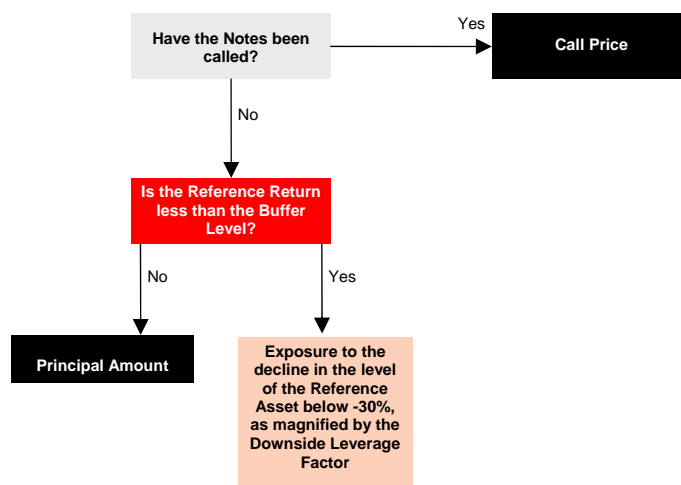 Have the Notes been
called?
Yes
Call Price
No
Is the Reference Return
less than the Buffer
Level?
No
Yes
Principal Amount
Exposure to the
decline in the level
of the Reference
Asset below -30%,
as magnified by the
Downside Leverage
Factor